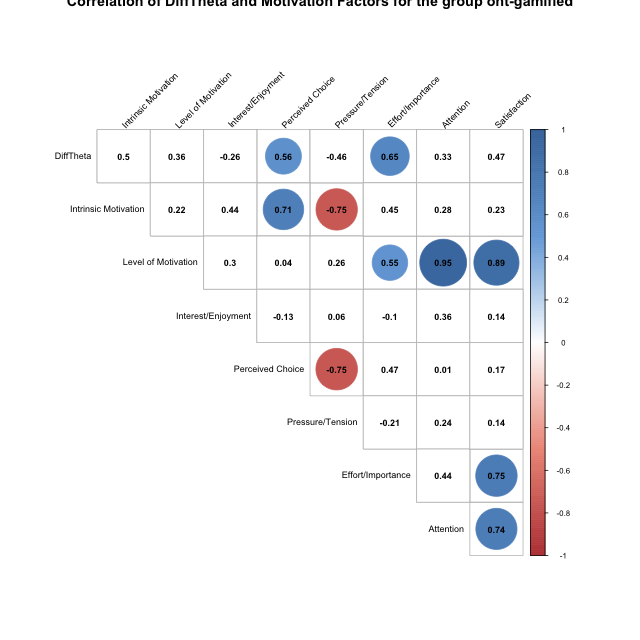 Correlation of DiffTheta and Motivation Factors for the group ont-gamified
Intrinsic Motivation
Level of Motivation
Interest/Enjoyment
Perceived Choice
Pressure/Tension
Effort/Importance
Attention
Satisfaction
DiffTheta 0.5 0.36 -0.26 0.56 -0.46 0.65 0.33 0.47
Intrinsic Motivation 0.22 0.44 0.71 -0.75 0.45 0.28 0.23
Level of Motivation 0.3 0.04 0.26 0.55 0.95 0.89
Interest/Enjoyment -0.13 0.06 -0.1 0.36 0.14
Perceived Choice -0.75 0.47 0.01 0.17
Pressure/Tension -0.21 0.24 0.14
Effort/Importance 0.44 0.75
Attention 0.74
1
0.8
0.6
0.4
0.2
0
-0.2
-0.4
-0.6
-0.8
-1